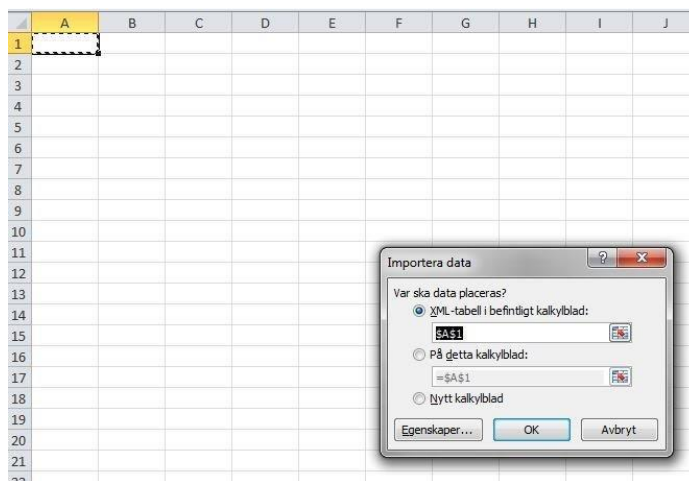 A B C D E F G H I J
1
2
3
4
5
6
7
8
9
10
11
12
13
14
15
16
17
18
19
20
21
22
Importera data
Var ska data placeras?
XML-tabell i befintligt kalkylblad:
$A$1
På detta kalkylblad:
=$A$1
Nytt kalkylblad
Egenskaper... OK Avbryt